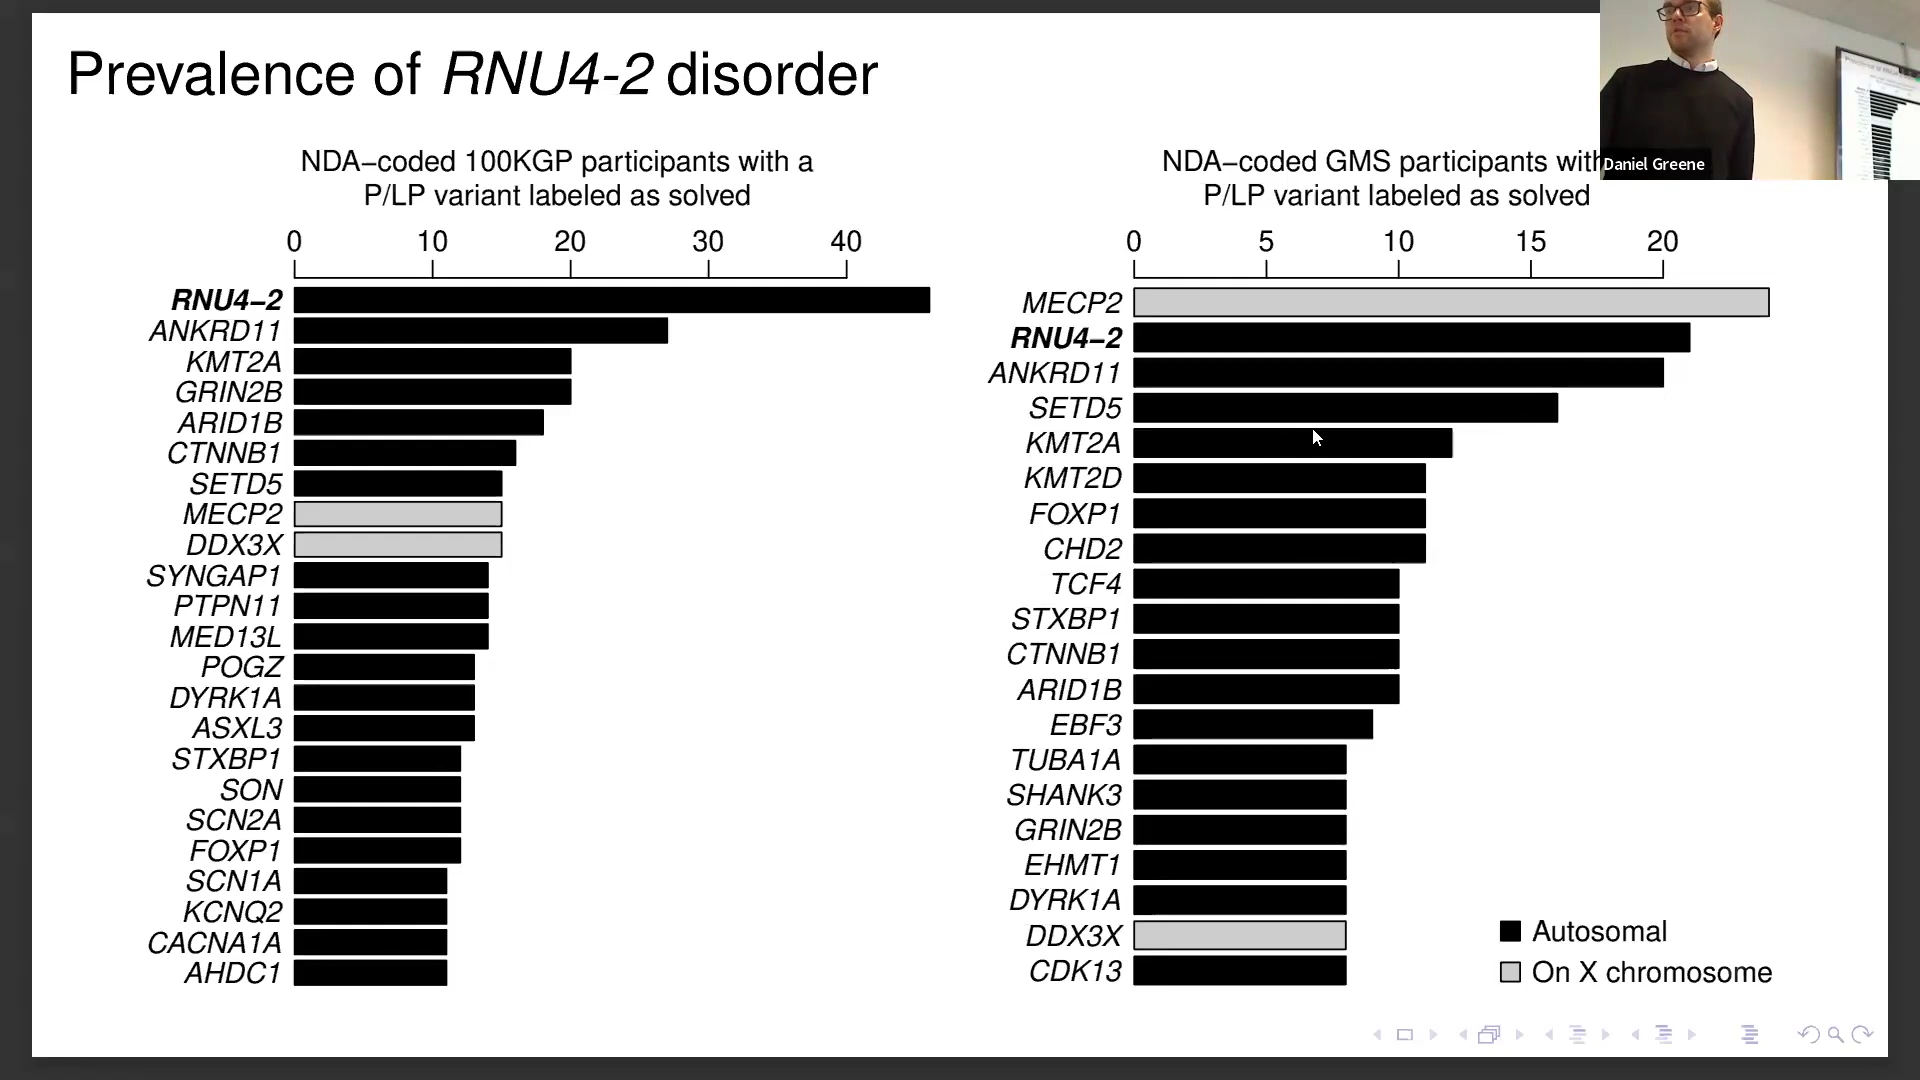 Prevalence of RNU4-2 disorder
Daniel Greene
NDA–coded 100KGP participants with a
P/LP variant labeled as solved
0 10 20 30 40
RNU4–2
ANKRD11
KMT2A
GRIN2B
ARID1B
CTNNB1
SETD5
MECP2
DDX3X
SYNGAP1
PTPN11
MED13L
POGZ
DYRK1A
ASXL3
STXBP1
SON
SCN2A
FOXP1
SCN1A
KCNQ2
CACNA1A
AHDC1
NDA–coded GMS participants with
P/LP variant labeled as solved
0 5 10 15 20
MECP2
RNU4–2
ANKRD11
SETD5
KMT2A
KMT2D
FOXP1
CHD2
TCF4
STXBP1
CTNNB1
ARID1B
EBF3
TUBA1A
SHANK3
GRIN2B
EHMT1
DYRK1A
DDX3X
CDK13
Autosomal
On X chromosome